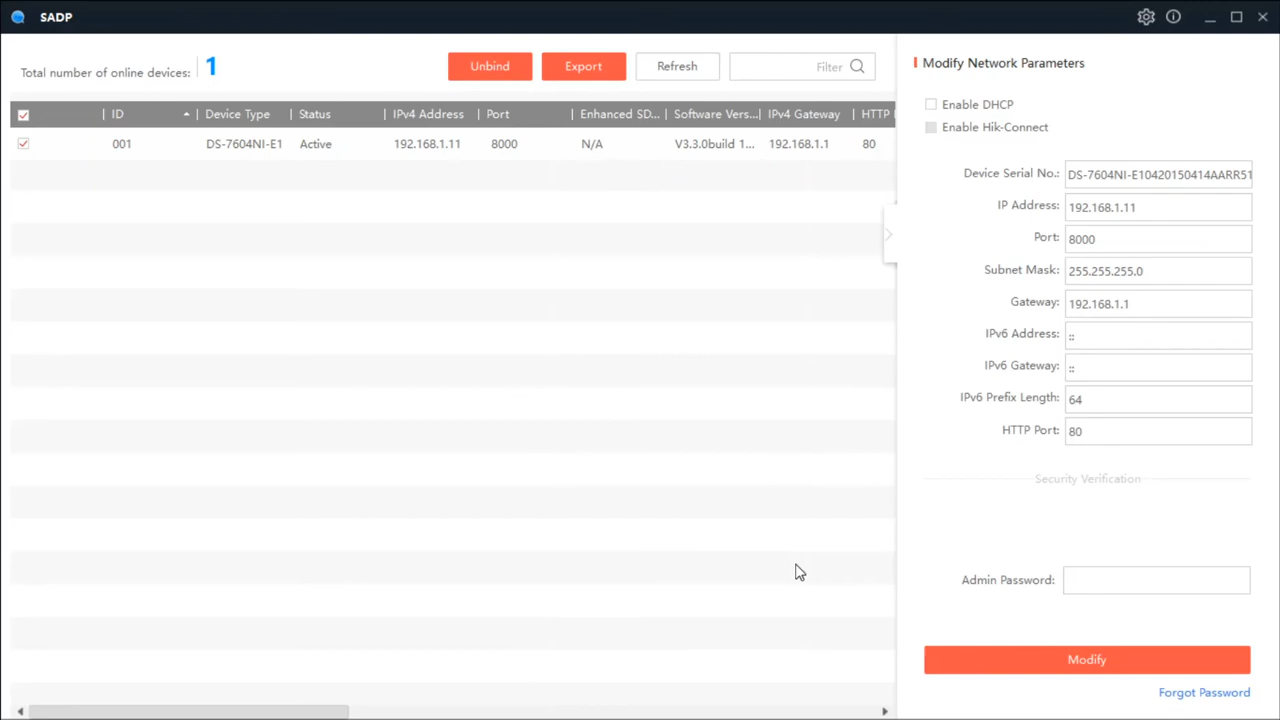 SADP
Total number of online devices: 1
Unbind
Export
Refresh
Filter
ID Device Type Status IPv4 Address Port Enhanced SD... Software Vers... IPv4 Gateway HTTP
001 DS-7604NI-E1 Active 192.168.1.11 8000 N/A V3.3.0build 1... 192.168.1.1 80
Modify Network Parameters
Enable DHCP
Enable Hik-Connect
Device Serial No.: DS-7604NI-E10420150414AARR51
IP Address: 192.168.1.11
Port: 8000
Subnet Mask: 255.255.255.0
Gateway: 192.168.1.1
IPv6 Address: ::
IPv6 Gateway: ::
IPv6 Prefix Length: 64
HTTP Port: 80
Security Verification
Admin Password:
Modify
Forgot Password